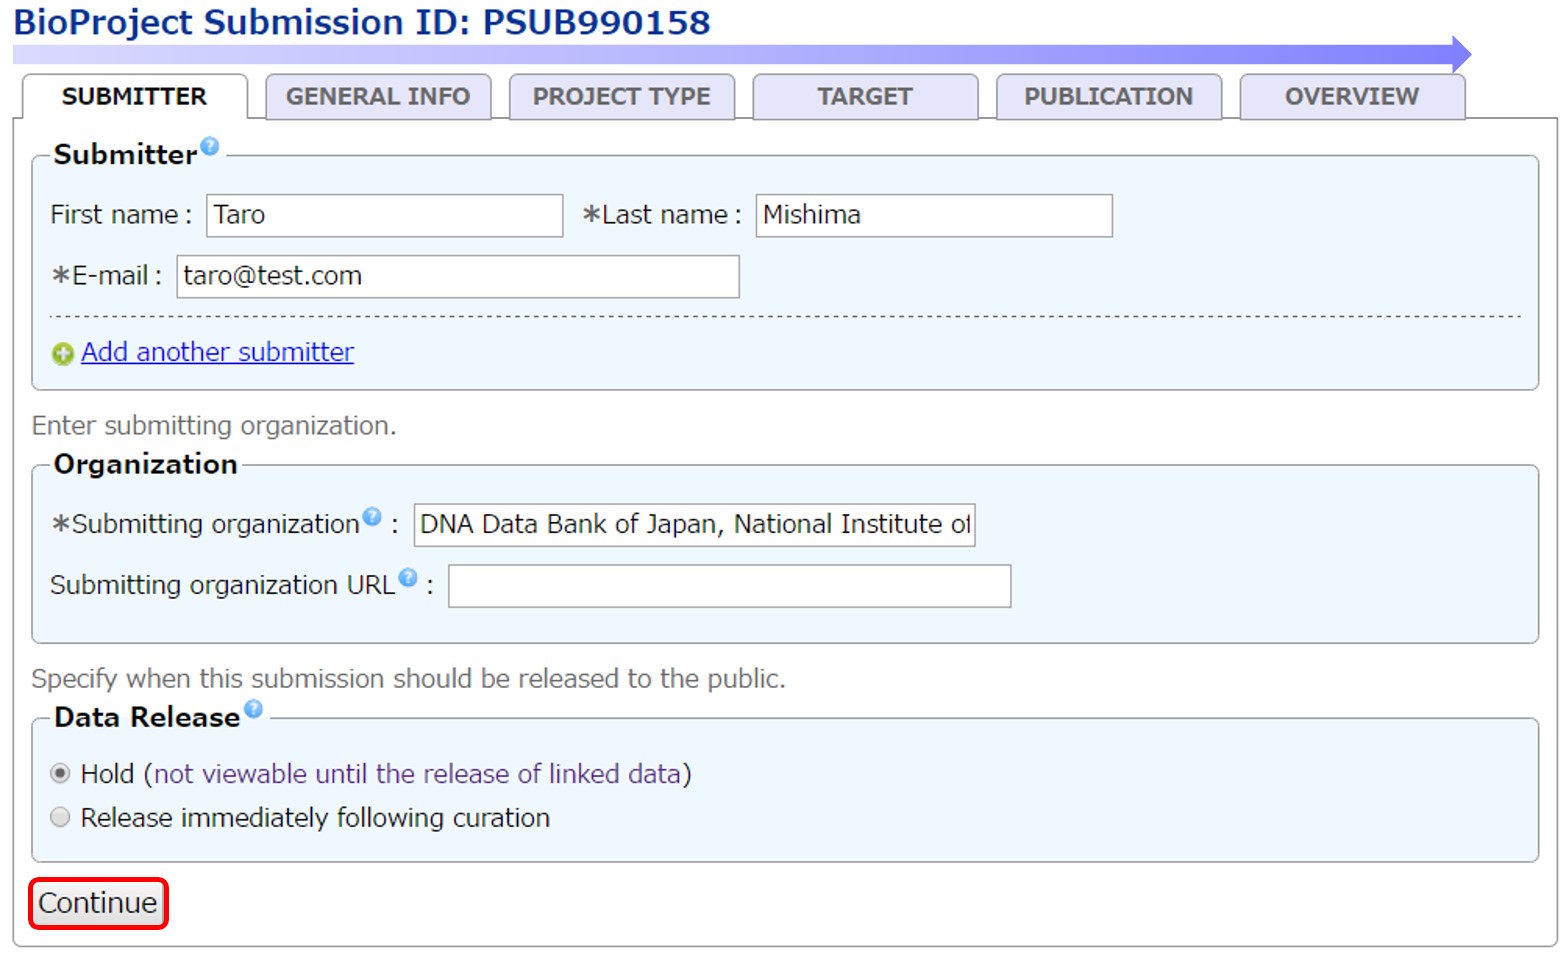 BioProject Submission ID: PSUB990158
SUBMITTER GENERAL INFO PROJECT TYPE TARGET PUBLICATION OVERVIEW
Submitter ?
First name : Taro *Last name : Mishima
*E-mail : taro@test.com
Add another submitter
Enter submitting organization.
Organization
*Submitting organization ? : DNA Data Bank of Japan, National Institute of
Submitting organization URL ? :
Specify when this submission should be released to the public.
Data Release ?
Hold (not viewable until the release of linked data)
Release immediately following curation
Continue